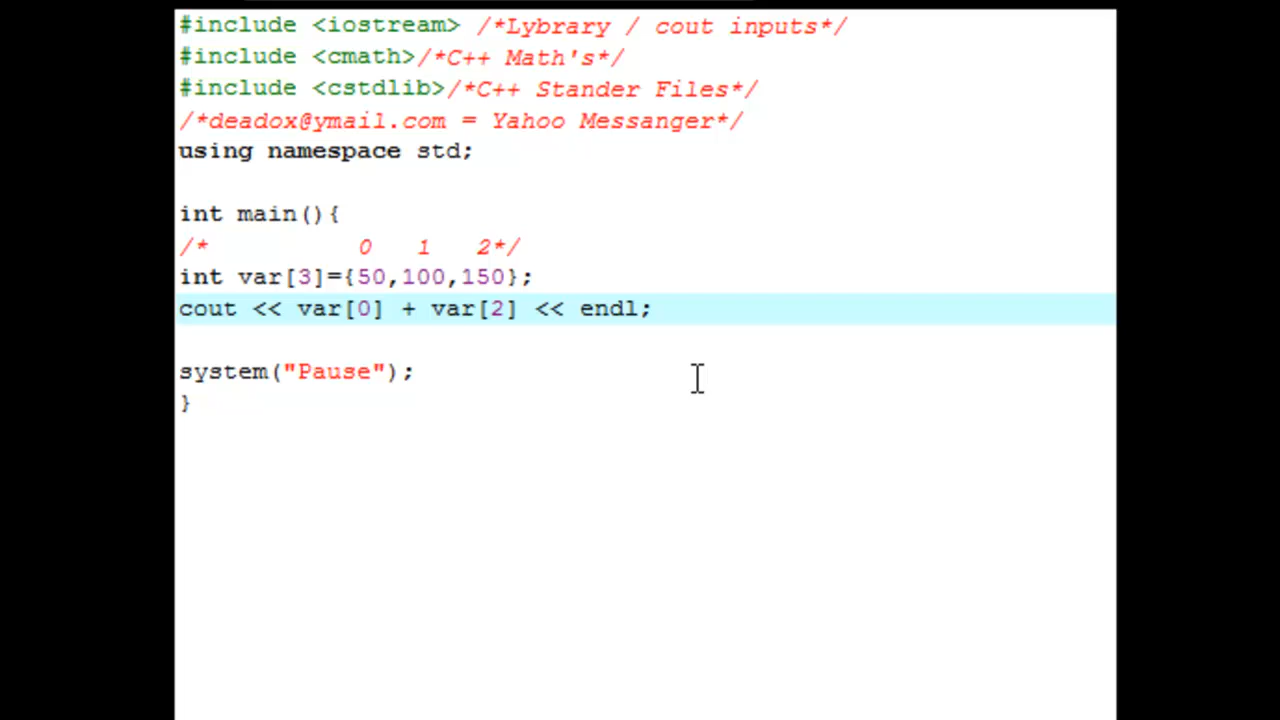 #include <iostream> /*Lybrary / cout inputs*/
#include <cmath>/*C++ Math's*/
#include <cstdlib>/*C++ Stander Files*/
/*deadox@ymail.com = Yahoo Messanger*/
using namespace std;
int main(){
/*          0   1   2*/
int var[3]={50,100,150};
cout << var[0] + var[2] << endl;
system("Pause");
}